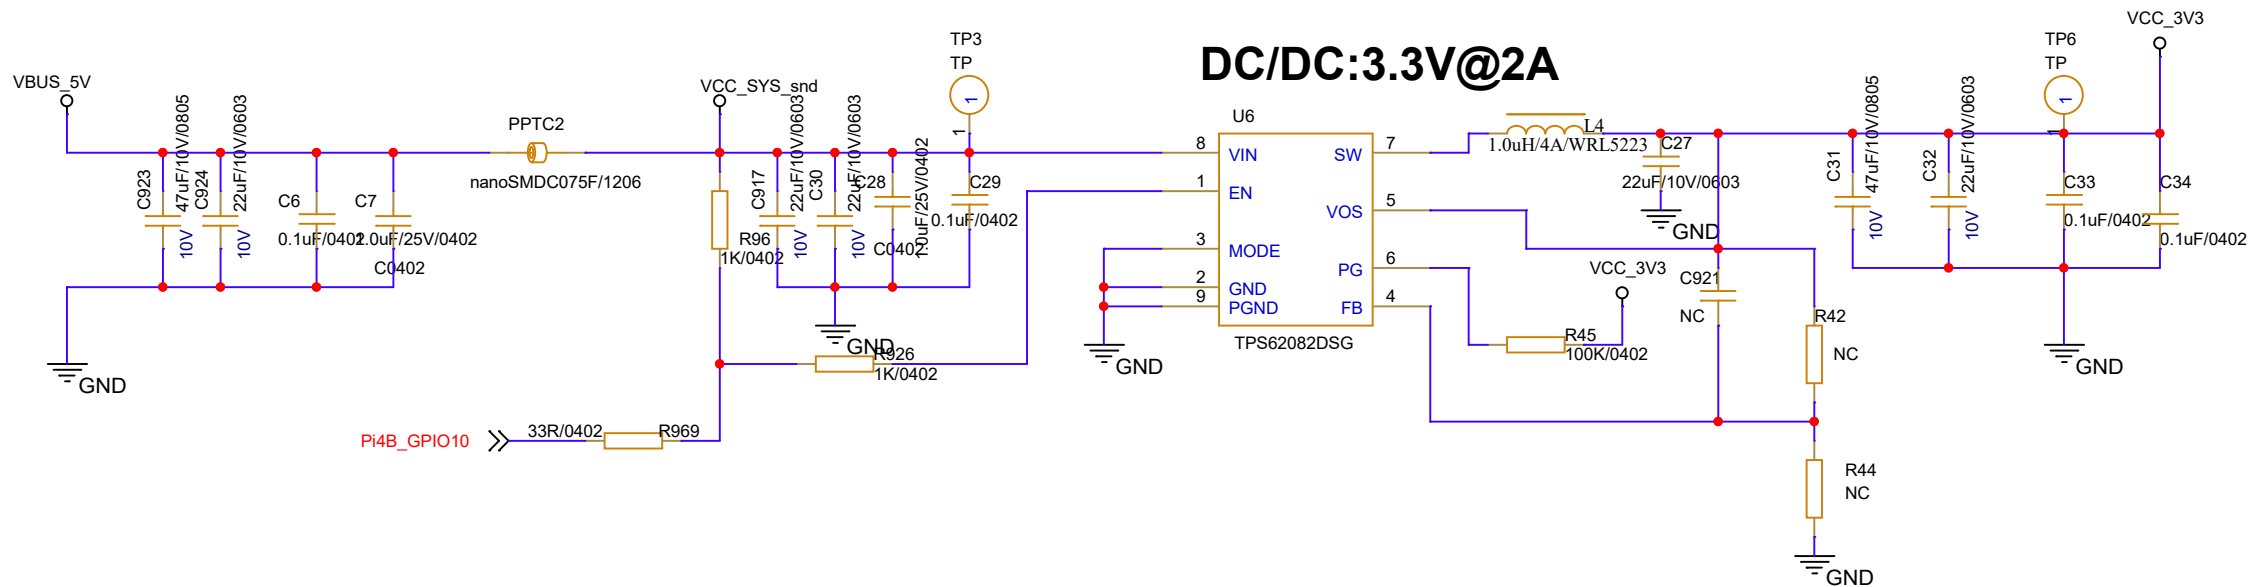 DC/DC:3.3V@2A
VBUS_5V
C923
47uF/10V/0805
10V
C924
22uF/10V/0603
10V
C6
0.1uF/0402
C7
1.0uF/25V/0402
C0402
GND
PPTC2
nanoSMDC075F/1206
VCC_SYS_snd
R96
1K/0402
C917
22uF/10V/0603
10V
C30
22uF/10V/0603
10V
C28
1.0uF/25V/0402
C0402
C29
0.1uF/0402
TP3
TP
1
1
GND
R926
1K/0402
Pi4B_GPIO10
33R/0402
R969
U6
8
VIN
1
EN
3
MODE
2
GND
9
PGND
SW
7
VOS
5
PG
6
FB
4
TPS62082DSG
GND
L4
1.0uH/4A/WRL5223
C27
22uF/10V/0603
GND
VCC_3V3
R45
100K/0402
C921
NC
R42
NC
R44
NC
GND
C31
47uF/10V/0805
10V
C32
22uF/10V/0603
10V
TP6
TP
1
1
C33
0.1uF/0402
VCC_3V3
C34
0.1uF/0402
GND